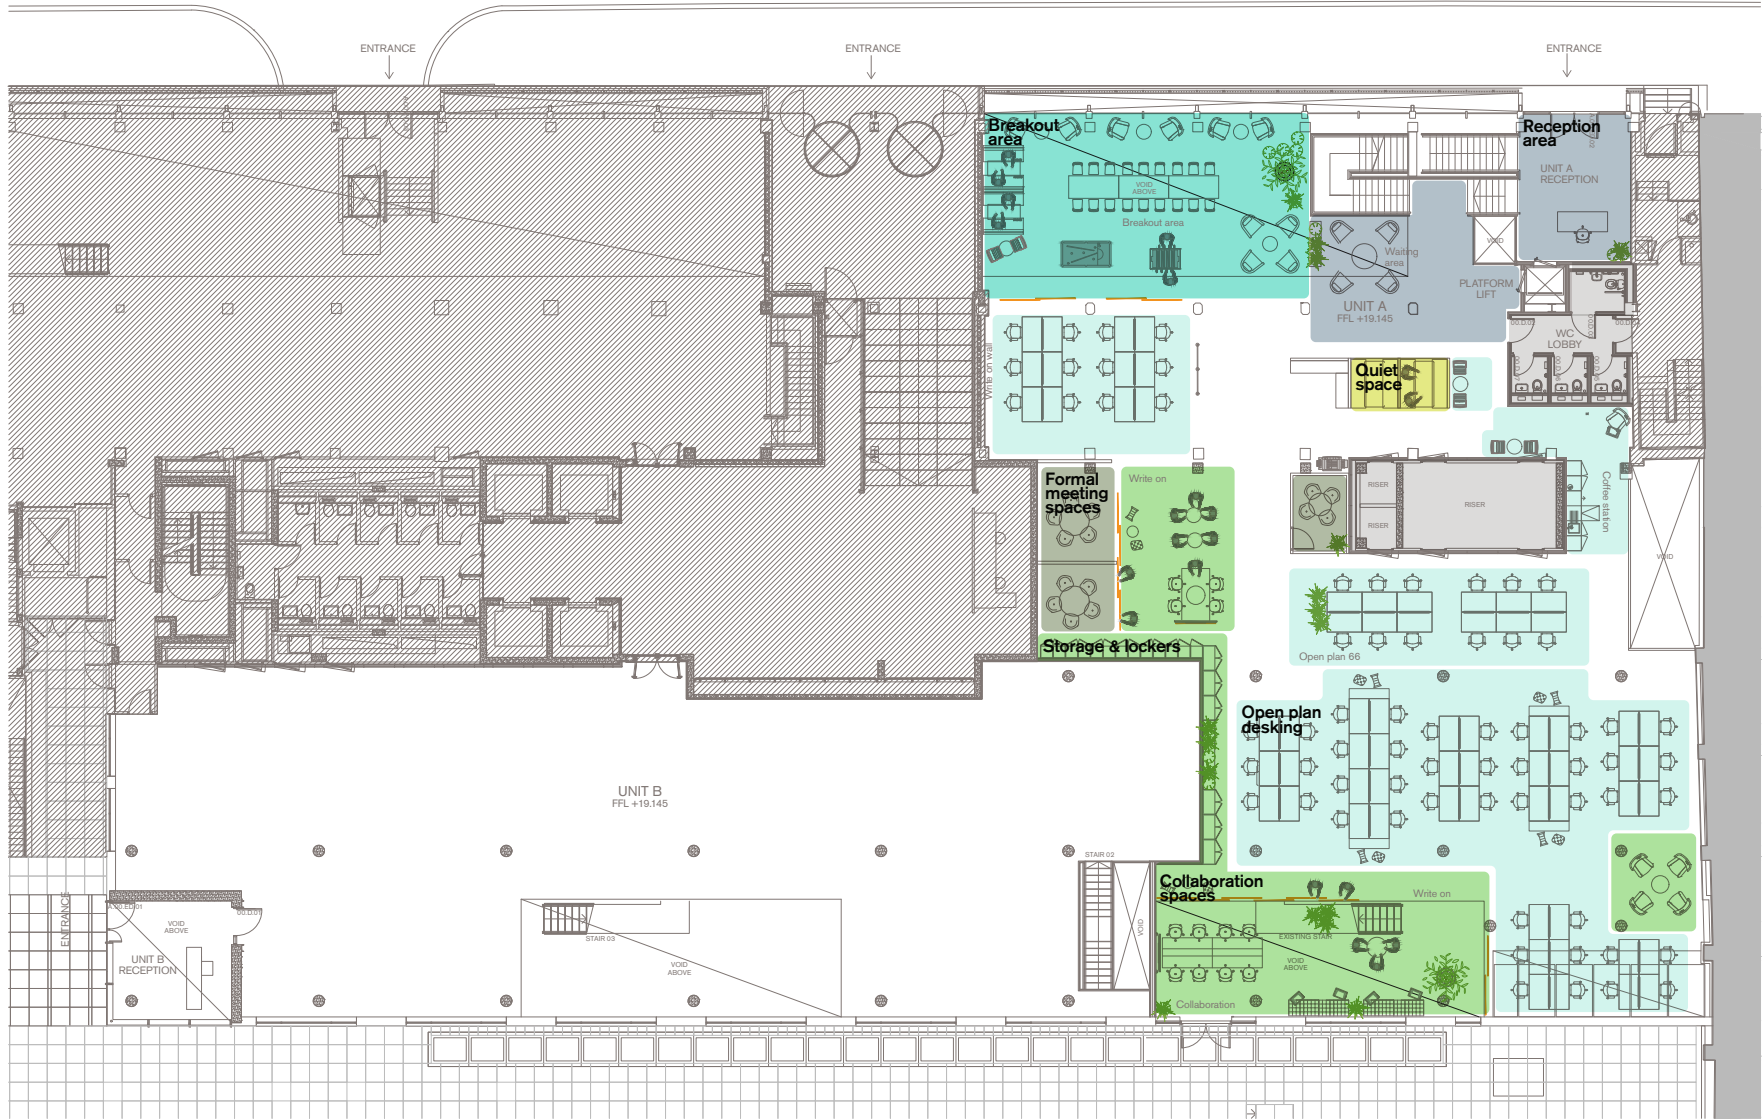 ENTRANCE
ENTRANCE
ENTRANCE
Breakout
area
Reception
area
UNIT A
RECEPTION
VOID
ABOVE
Breakout area
VOID
Waiting
area
PLATFORM
LIFT
UNIT A
FFL +19.145
WC
LOBBY
Write on wall
Quiet
space
Formal
meeting
spaces
Write on
RISER
RISER
RISER
Coffee station
VOID
Storage & lockers
Open plan 66
Open plan
desking
UNIT B
FFL +19.145
STAIR 02
Collaboration
spaces
Write on
ENTRANCE
VOID
ABOVE
UNIT B
RECEPTION
STAIR 03
VOID
ABOVE
VOID
EXISTING STAIR
VOID
ABOVE
Collaboration